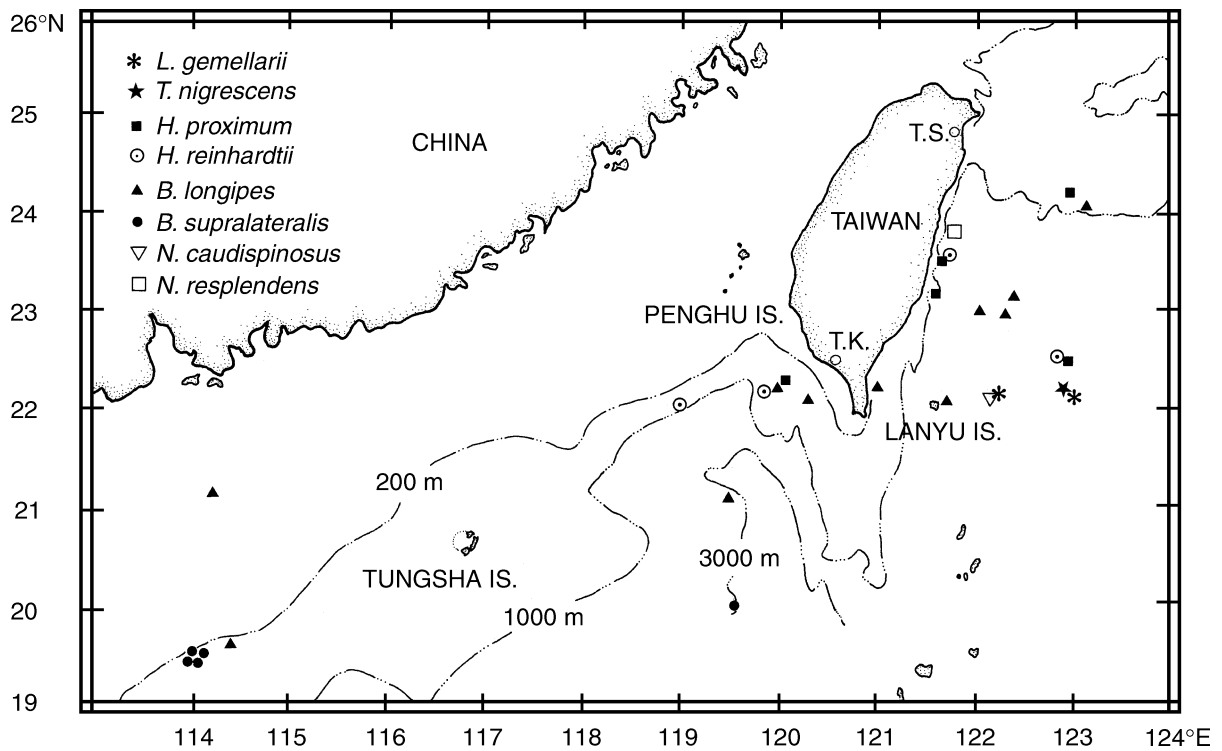 26°N
25
24
23
22
21
20
19
L. gemellarii
T. nigrescens
H. proximum
H. reinhardtii
B. longipes
B. supralateralis
N. caudispinosus
N. resplendens
CHINA
T.S.
TAIWAN
PENGHU IS.
T.K.
LANYU IS.
200 m
3000 m
TUNGSHA IS.
1000 m
114 115 116 117 118 119 120 121 122 123 124°E